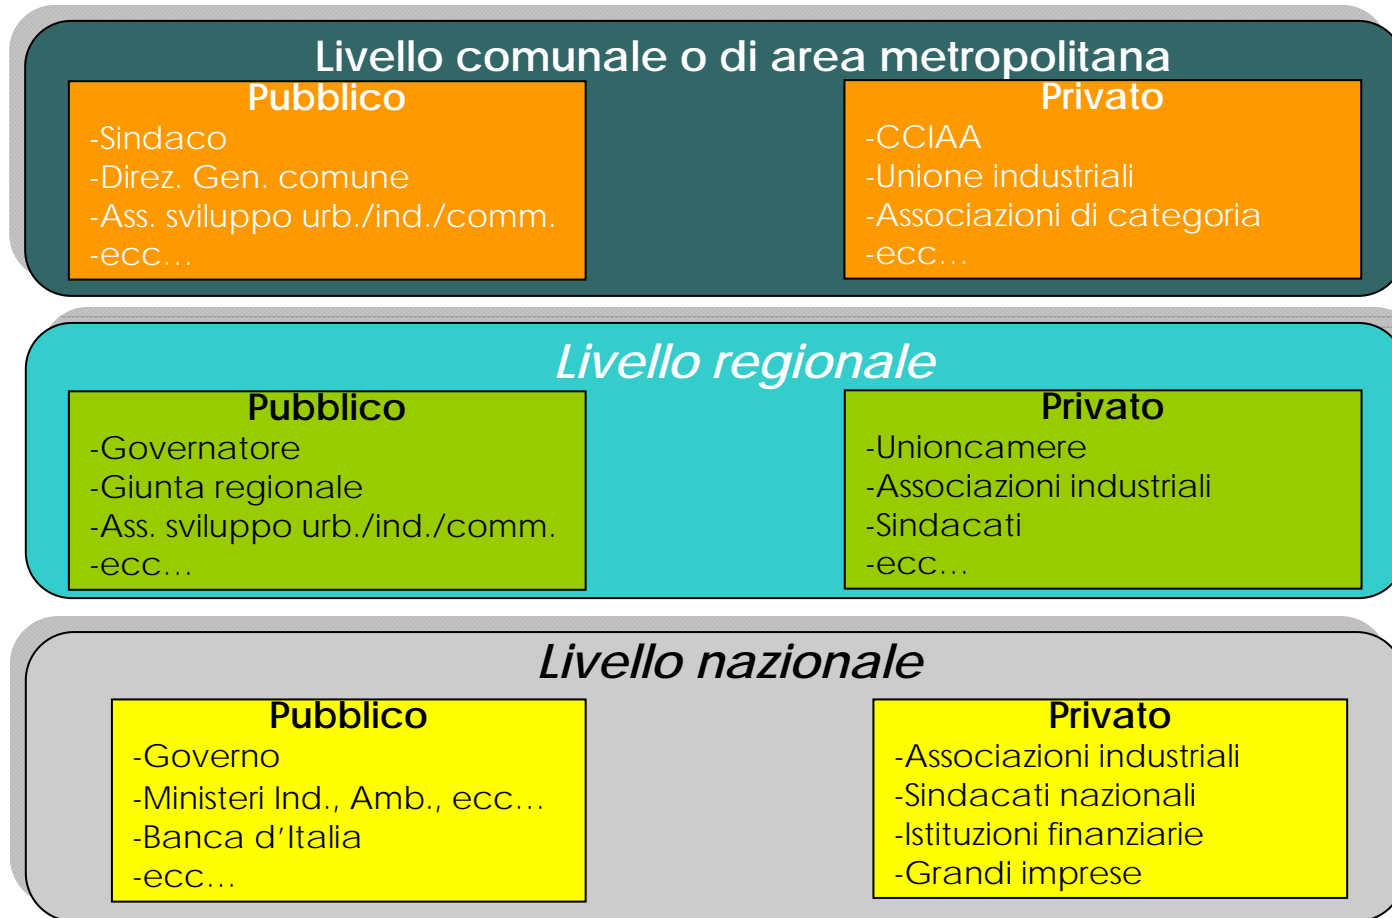 Livello comunale o di area metropolitana
Pubblico
-Sindaco
-Direz. Gen. comune
-Ass. sviluppo urb./ind./comm.
-ecc...
Privato
-CCIAA
-Unione industriali
-Associazioni di categoria
-ecc...
Livello regionale
Pubblico
-Governatore
-Giunta regionale
-Ass. sviluppo urb./ind./comm.
-ecc...
Privato
-Unioncamere
-Associazioni industriali
-Sindacati
-ecc...
Livello nazionale
Pubblico
-Governo
-Ministeri Ind., Amb., ecc...
-Banca d'Italia
-ecc...
Privato
-Associazioni industriali
-Sindacati nazionali
-Istituzioni finanziarie
-Grandi imprese